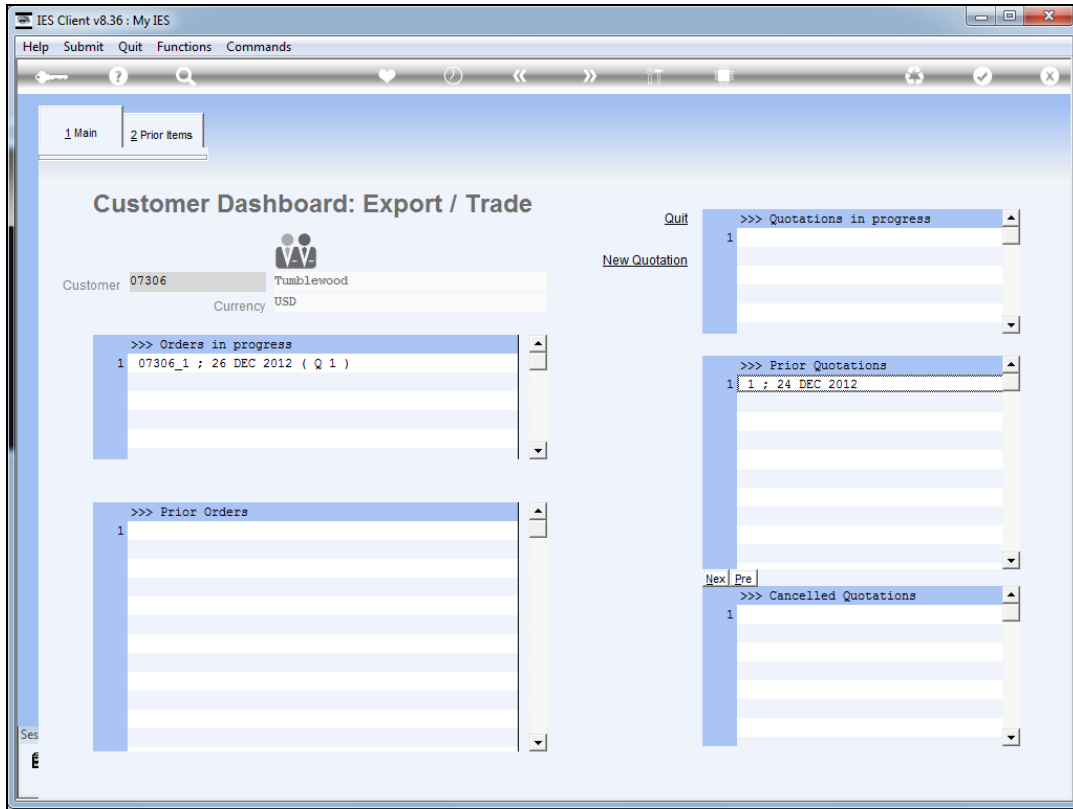 IES Client v8.36 : My IES
Help Submit Quit Functions Commands
1 Main
2 Prior Items
Customer Dashboard: Export / Trade
Quit
New Quotation
Customer 07306 Tumblewood
Currency USD
>>> Orders in progress
1 07306_1 ; 26 DEC 2012 ( Q 1 )
>>> Prior Orders
1
>>> Quotations in progress
1
>>> Prior Quotations
1 1 ; 24 DEC 2012
Nex Pre
>>> Cancelled Quotations
1
Ses